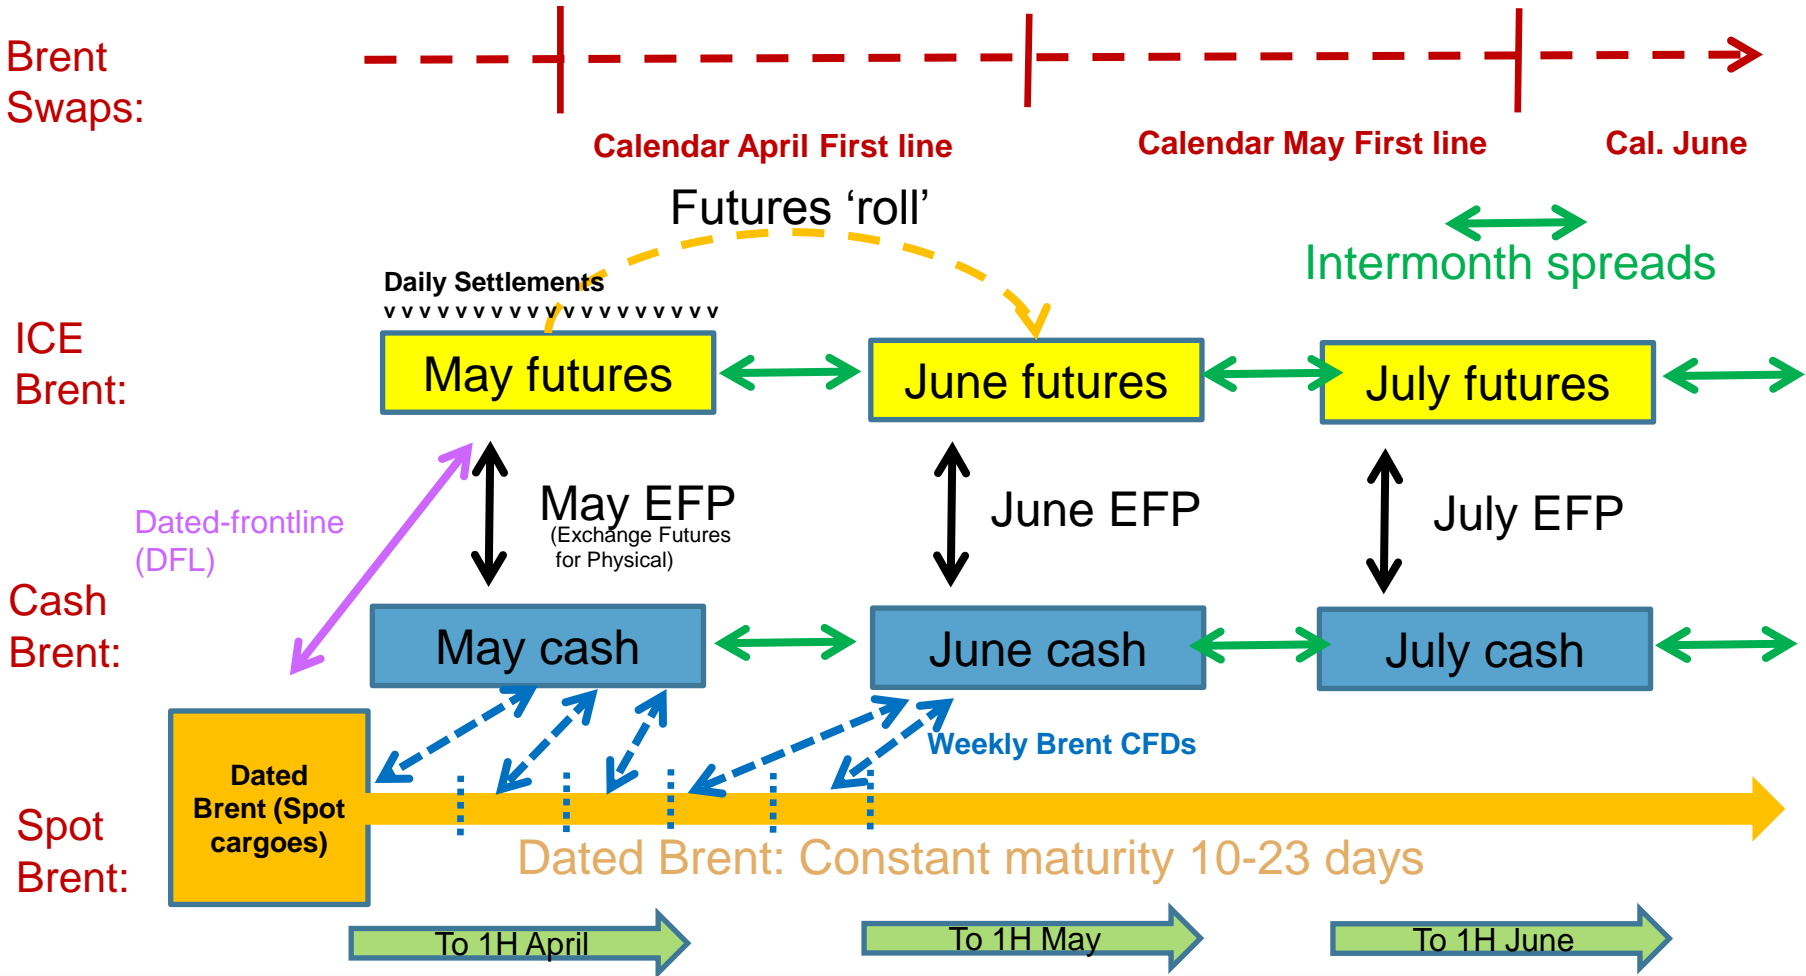 Brent
Swaps:
Calendar April First line
Calendar May First line
Cal. June
Futures ‘roll’
Intermonth spreads
Daily Settlements
v v v v v v v v v v v v v v v v v v v
ICE
Brent:
May futures
June futures
July futures
Dated-frontline
(DFL)
May EFP
(Exchange Futures
for Physical)
June EFP
July EFP
Cash
Brent:
May cash
June cash
July cash
Weekly Brent CFDs
Spot
Brent:
Dated
Brent (Spot
cargoes)
Dated Brent: Constant maturity 10-23 days
To 1H April
To 1H May
To 1H June